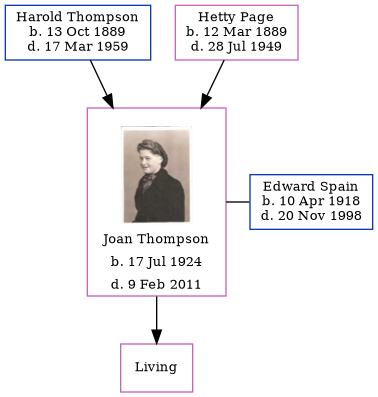 Harold Thompson
b. 13 Oct 1889
d. 17 Mar 1959
Hetty Page
b. 12 Mar 1889
d. 28 Jul 1949
Joan Thompson
b. 17 Jul 1924
d. 9 Feb 2011
Edward Spain
b. 10 Apr 1918
d. 20 Nov 1998
Living